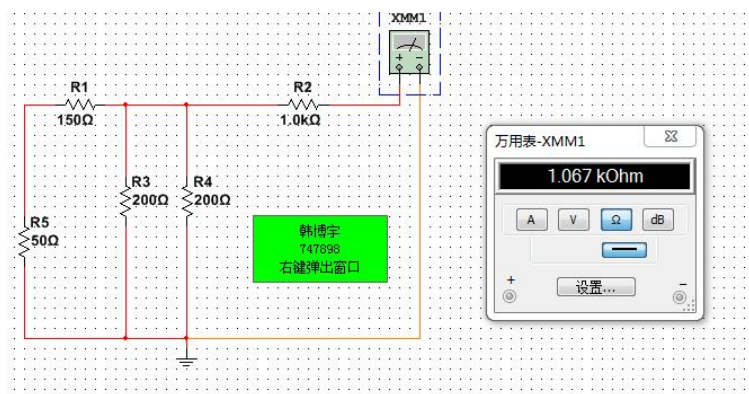 XMM1
+ −
R1
150Ω
R2
1.0kΩ
R3
200Ω
R4
200Ω
R5
50Ω
韩博宇
747898
右键弹出窗口
万用表-XMM1
1.067 kOhm
A V Ω dB
+ 设置... −